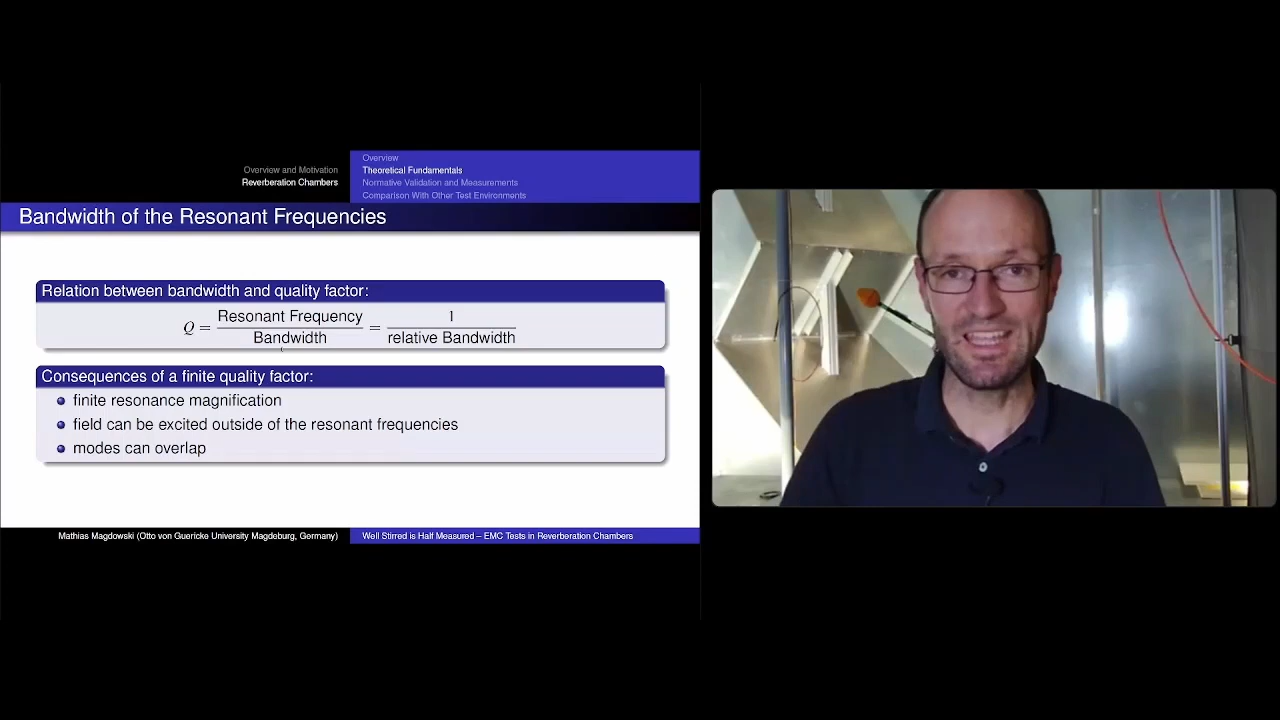 Overview and Motivation
Reverberation Chambers
Overview
Theoretical Fundamentals
Normative Validation and Measurements
Comparison With Other Test Environments
Bandwidth of the Resonant Frequencies
Relation between bandwidth and quality factor:
Q = Resonant Frequency / Bandwidth = 1 / relative Bandwidth
Consequences of a finite quality factor:
finite resonance magnification
field can be excited outside of the resonant frequencies
modes can overlap
Mathias Magdowski (Otto von Guericke University Magdeburg, Germany)
Well Stirred is Half Measured – EMC Tests in Reverberation Chambers